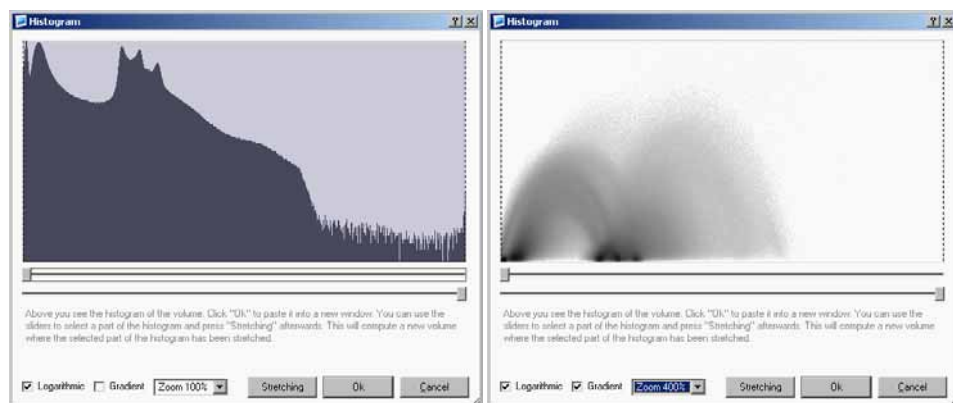 Histogram
Above you see the histogram of the volume. Click "Ok" to paste it into a new window. You can use the
sliders to select a part of the histogram and press "Stretching" afterwards. This will compute a new volume
where the selected part of the histogram has been stretched.
Logarithmic Gradient Zoom 100% Stretching Ok Cancel
Histogram
Above you see the histogram of the volume. Click "Ok" to paste it into a new window. You can use the
sliders to select a part of the histogram and press "Stretching" afterwards. This will compute a new volume
where the selected part of the histogram has been stretched.
Logarithmic Gradient Zoom 400% Stretching Ok Cancel